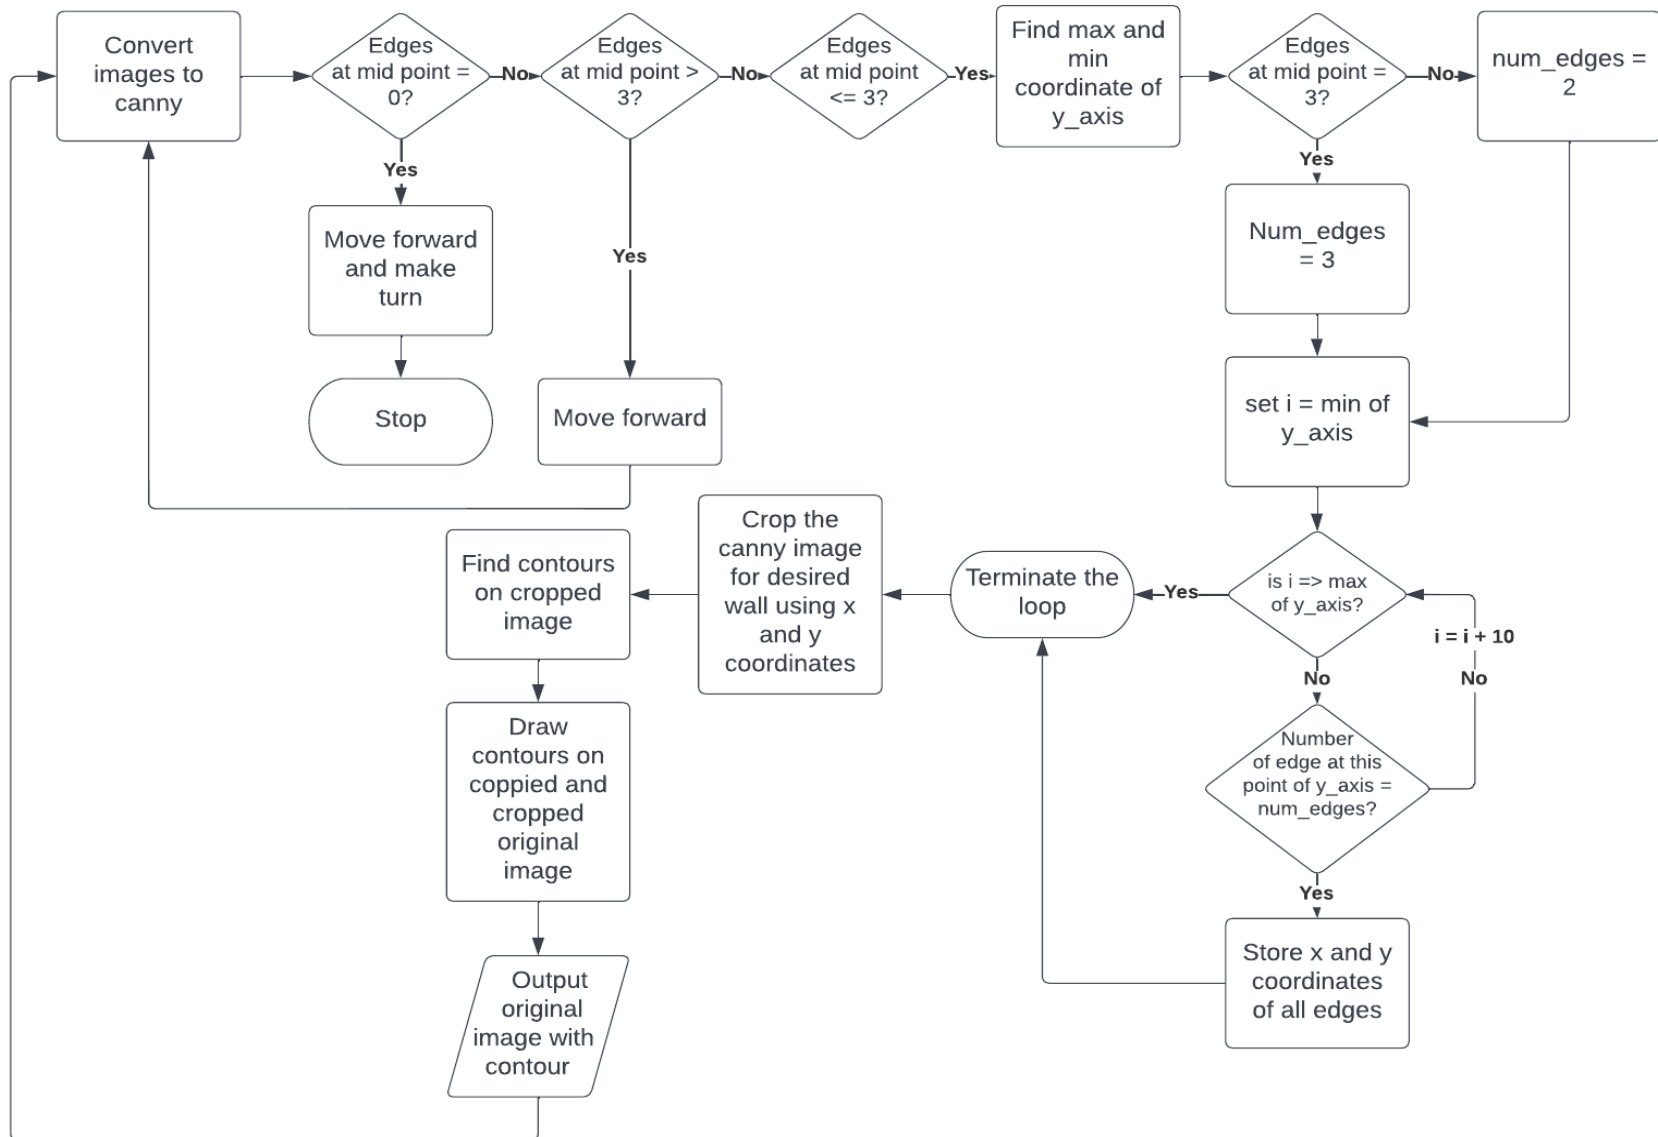 Convert
images to
canny
Edges
at mid point =
0?
No
Edges
at mid point >
3?
No
Edges
at mid point
<= 3?
Yes
Find max and
min
coordinate of
y_axis
Edges
at mid point =
3?
No
num_edges =
2
Yes
Move forward
and make
turn
Stop
Yes
Move forward
Yes
Num_edges
= 3
set i = min of
y_axis
is i => max
of y_axis?
Yes
Terminate the
loop
Crop the
canny image
for desired
wall using x
and y
coordinates
Find contours
on cropped
image
Draw
contours on
coppied and
cropped
original
image
Output
original
image with
contour
No
i = i + 10
No
Number
of edge at this
point of y_axis =
num_edges?
Yes
Store x and y
coordinates
of all edges